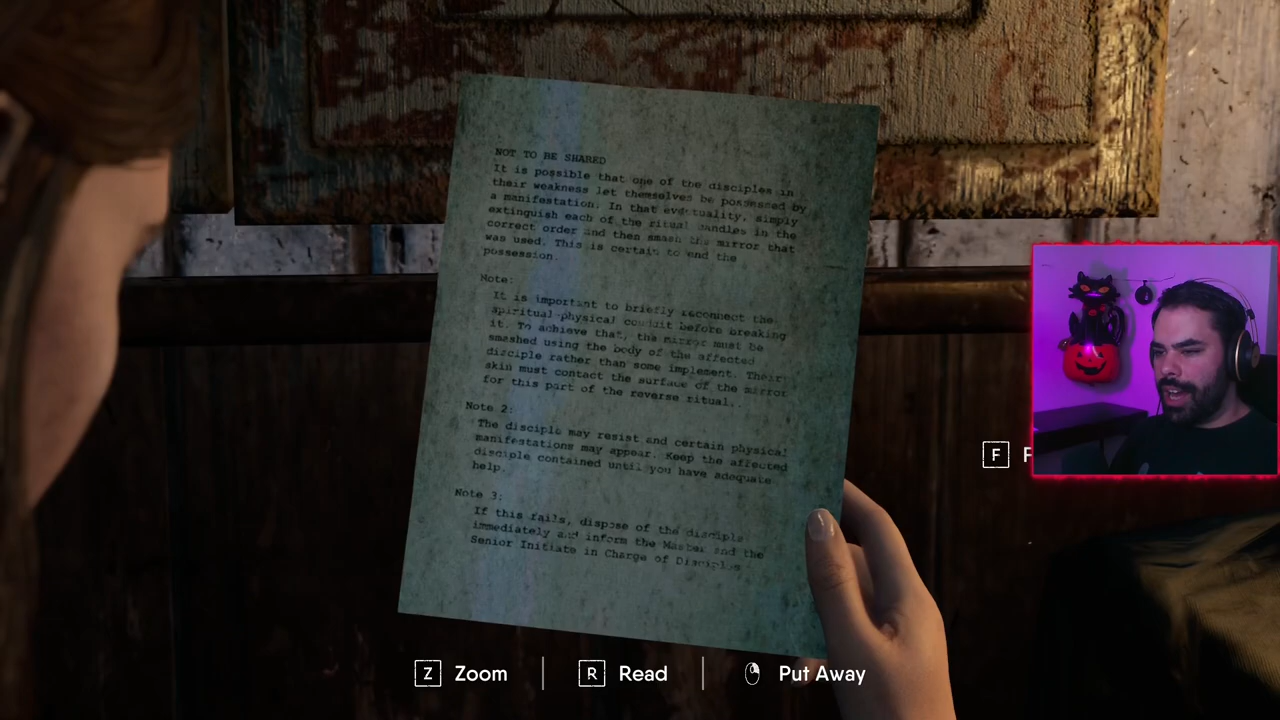 NOT TO BE SHARED
It is possible that one of the disciples in
their weakness let themselves be possessed by
a manifestation. In that eventuality, simply
extinguish each of the ritual candles in the
correct order and then smash the mirror that
was used. This is certain to end the
possession.
Note:
It is important to briefly reconnect the
spiritual-physical conduit before breaking
it. To achieve that, the mirror must be
smashed using the body of the affected
disciple rather than some implement. Their
skin must contact the surface of the mirror
for this part of the reverse ritual.
Note 2:
The disciple may resist and certain physical
manifestations may appear. Keep the affected
disciple contained until you have adequate
help.
Note 3:
If this fails, dispose of the disciple
immediately and inform the Master and the
Senior Initiate in Charge of Disciples
F F
Z Zoom R Read Put Away